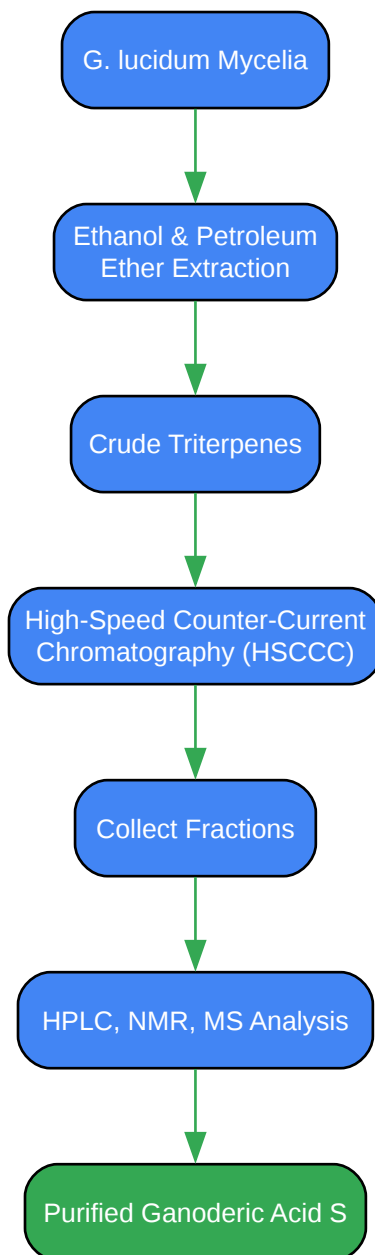 G. lucidum Mycelia
Ethanol & Petroleum
Ether Extraction
Crude Triterpenes
High-Speed Counter-Current
Chromatography (HSCCC)
Collect Fractions
HPLC, NMR, MS Analysis
Purified Ganoderic Acid S